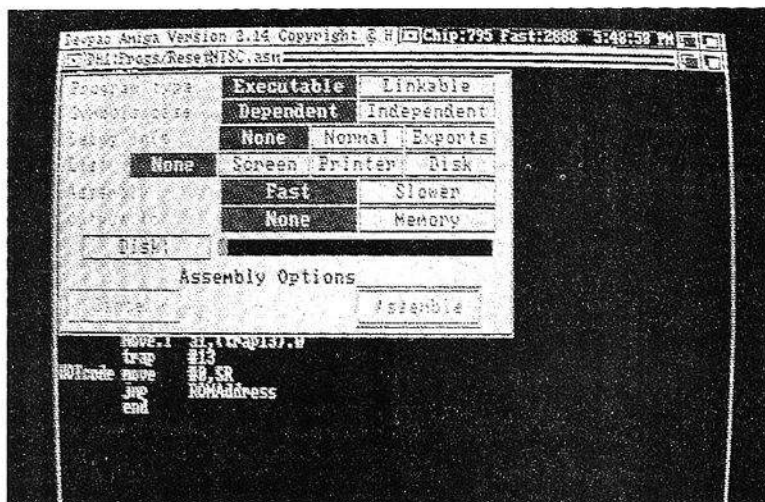 Devpac Amiga Version 2.14 Copyright © H Chip:795 Fast:2888 5:48:58 PM
DH1:Progs/ResetNTSC.asm
Program type Executable Linkable
Dependent Independent
None Normal Exports
None Screen Printer Disk
Fast Slower
None Memory
Disk:
Assembly Options
Assemble
trap #13
move #0,SR
jmp ROMAddress
end